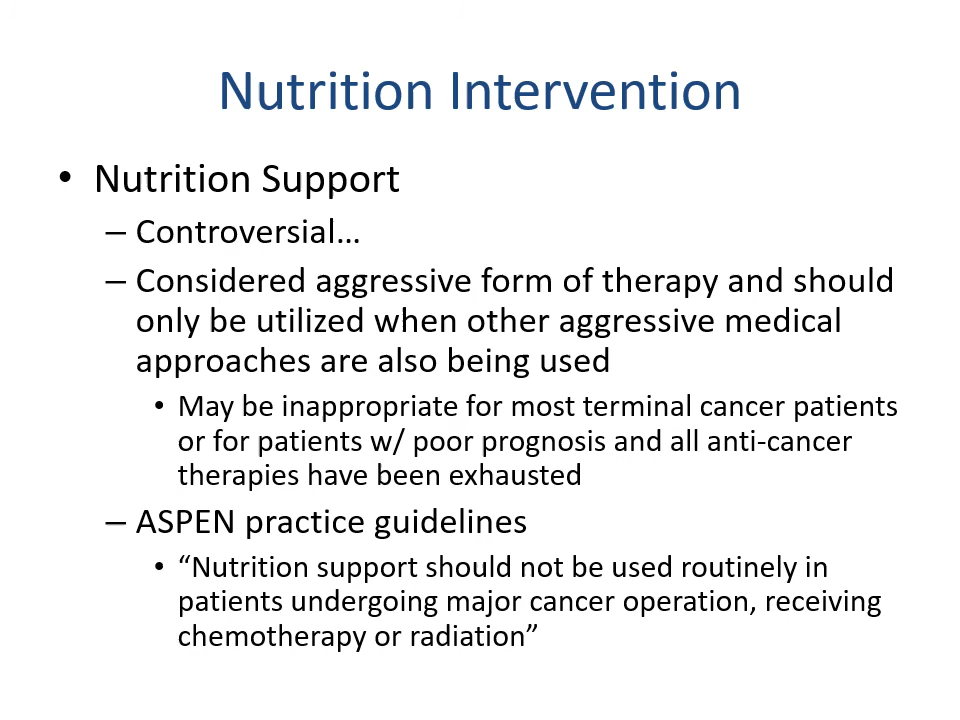 Nutrition Intervention
• Nutrition Support
– Controversial…
– Considered aggressive form of therapy and should
only be utilized when other aggressive medical
approaches are also being used
• May be inappropriate for most terminal cancer patients
or for patients w/ poor prognosis and all anti-cancer
therapies have been exhausted
– ASPEN practice guidelines
• “Nutrition support should not be used routinely in
patients undergoing major cancer operation, receiving
chemotherapy or radiation”